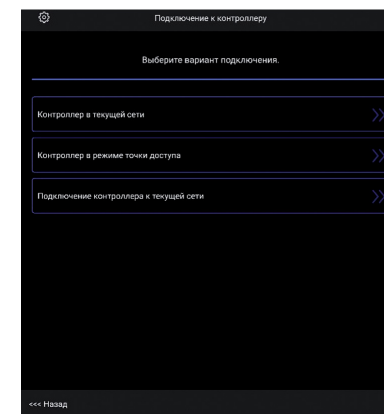 Подключение к контроллеру
Выберите вариант подключения.
Контроллер в текущей сети
Контроллер в режиме точки доступа
Подключение контроллера к текущей сети
<<< Назад